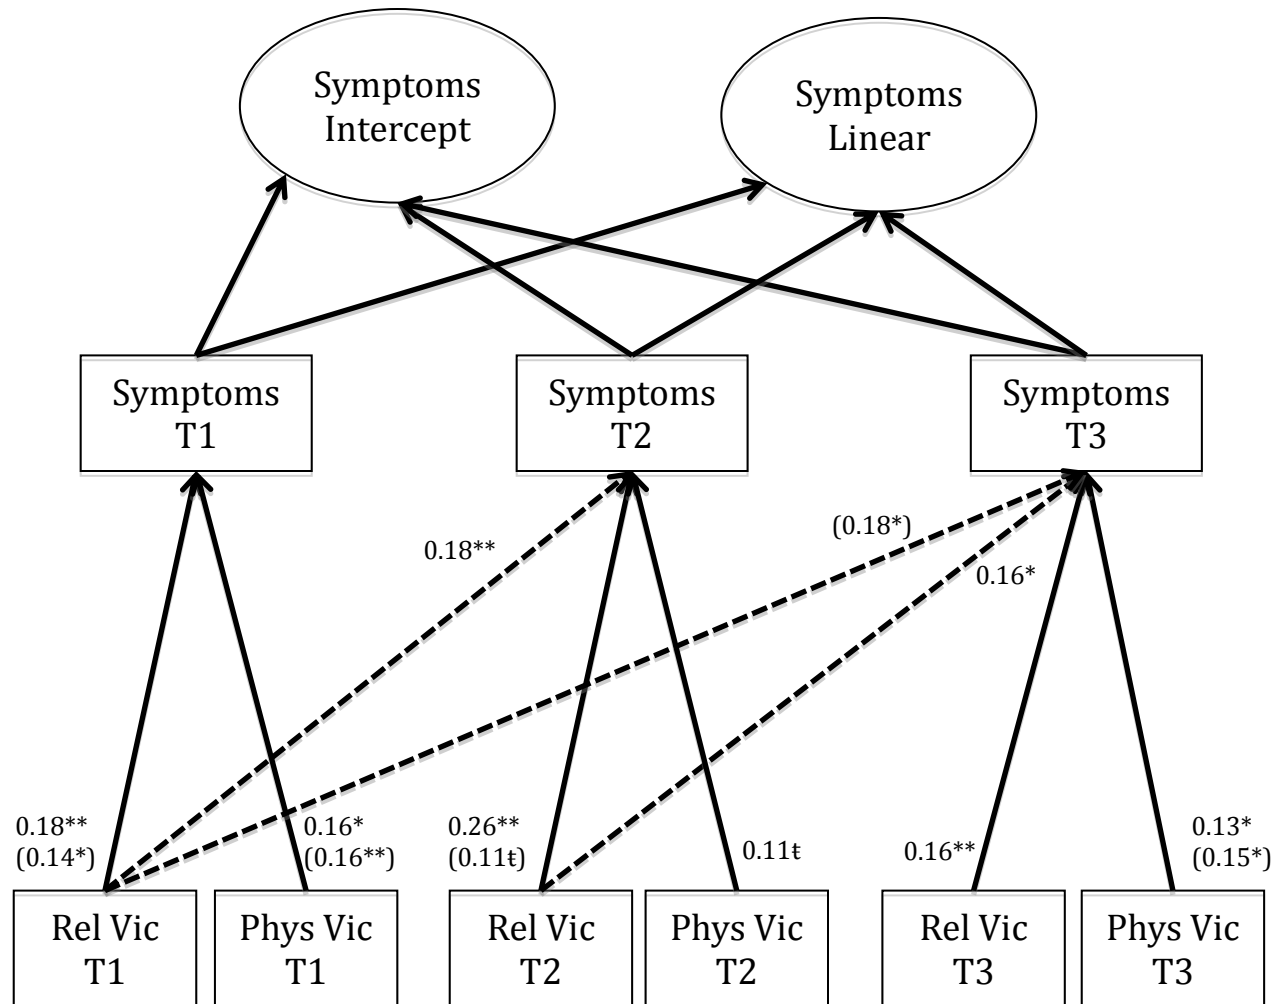 Symptoms
Intercept
Symptoms
Linear
Symptoms
T1
Symptoms
T2
Symptoms
T3
0.18**
(0.18*)
0.16*
0.18**
(0.14*)
0.16*
(0.16**)
0.26**
(0.11ŧ)
0.11ŧ
0.16**
0.13*
(0.15*)
Rel Vic
T1
Phys Vic
T1
Rel Vic
T2
Phys Vic
T2
Rel Vic
T3
Phys Vic
T3